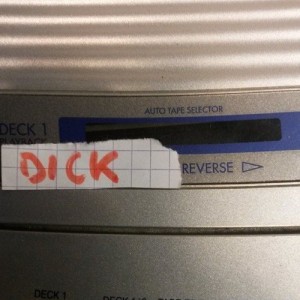 AUTO TAPE SELECTOR
DECK 1
DICK
REVERSE
DECK 1